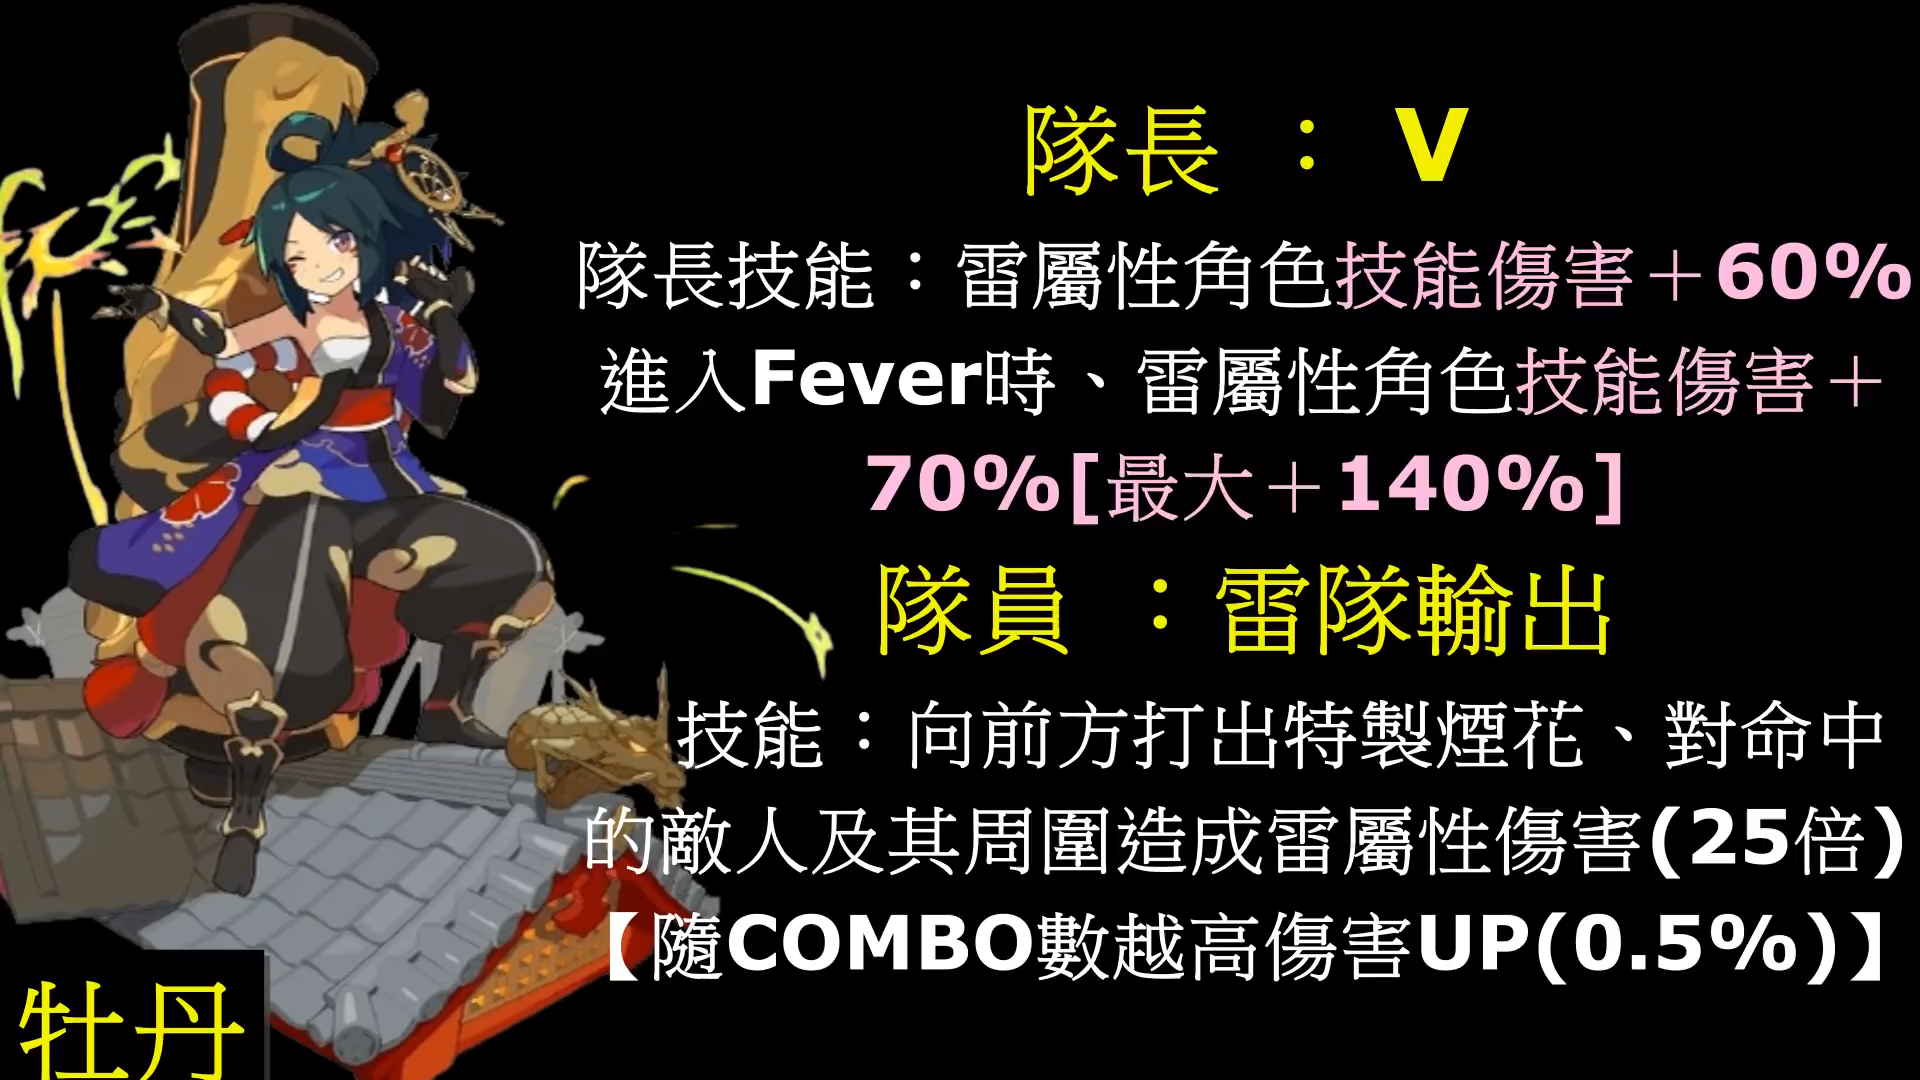 隊長 ： V
隊長技能：雷屬性角色技能傷害＋60%
進入Fever時、雷屬性角色技能傷害＋
70%[最大＋140%]
隊員 ：雷隊輸出
技能：向前方打出特製煙花、對命中
的敵人及其周圍造成雷屬性傷害(25倍)
【隨COMBO數越高傷害UP(0.5%)】
牡丹